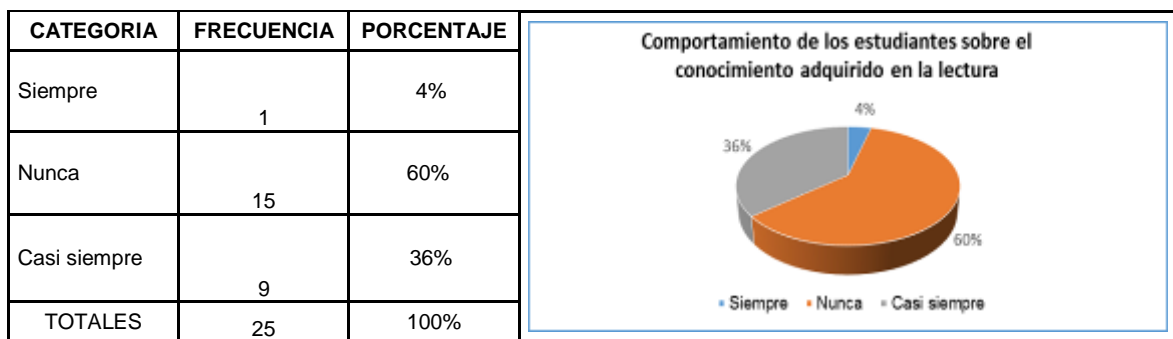 CATEGORIA FRECUENCIA PORCENTAJE
Siempre 1 4%
Nunca 15 60%
Casi siempre 9 36%
TOTALES 25 100%
Comportamiento de los estudiantes sobre el
conocimiento adquirido en la lectura
4%
36%
60%
Siempre Nunca Casi siempre